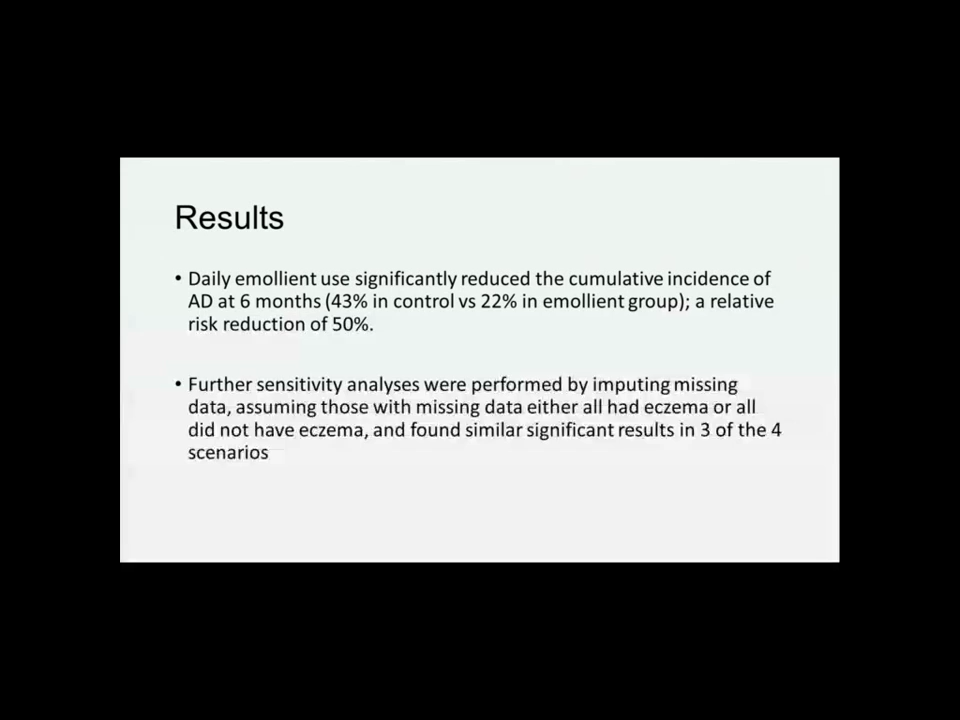 Results
• Daily emollient use significantly reduced the cumulative incidence of
AD at 6 months (43% in control vs 22% in emollient group); a relative
risk reduction of 50%.
• Further sensitivity analyses were performed by imputing missing
data, assuming those with missing data either all had eczema or all
did not have eczema, and found similar significant results in 3 of the 4
scenarios